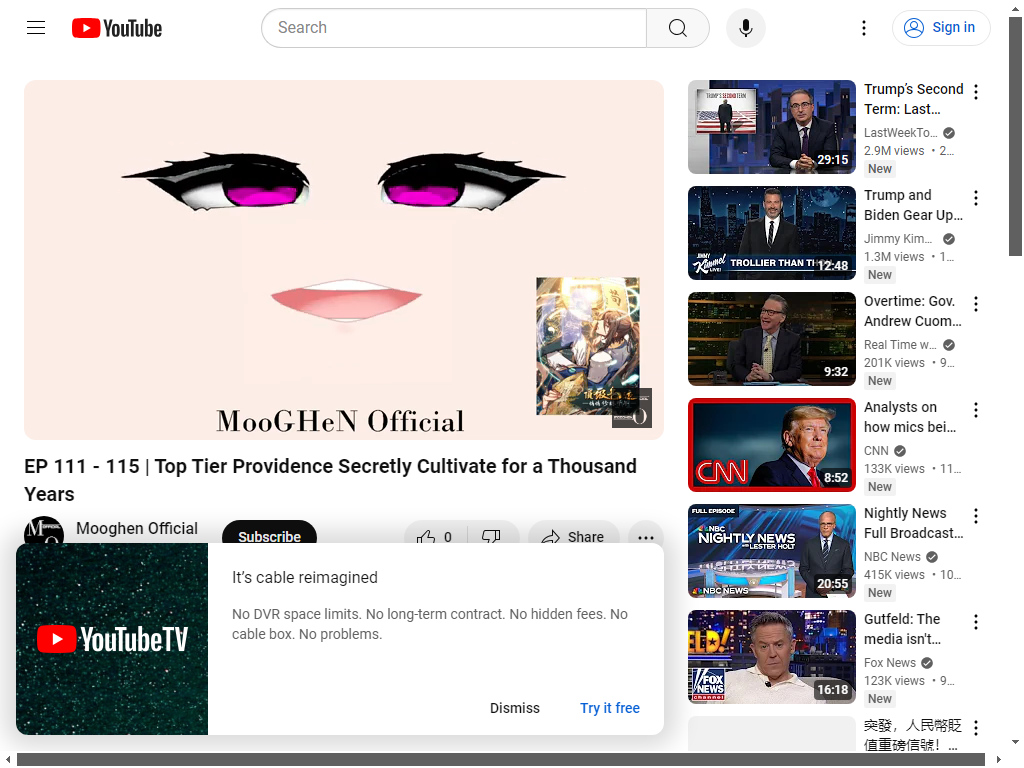 YouTube
Search
Sign in
MooGHeN Official
EP 111 - 115 | Top Tier Providence Secretly Cultivate for a Thousand
Years
Mooghen Official
Subscribe
0
Share
YouTubeTV
It's cable reimagined
No DVR space limits. No long-term contract. No hidden fees. No
cable box. No problems.
Dismiss
Try it free
TRUMP'S SECOND TERM
29:15
Trump's Second
Term: Last...
LastWeekTo...
2.9M views • 2...
New
JIMMY
Kimmel
LIVE!
TROLLIER THAN TH
12:48
Trump and
Biden Gear Up...
Jimmy Kim...
1.3M views • 1...
New
9:32
Overtime: Gov.
Andrew Cuom...
Real Time w...
201K views • 9...
New
CNN
8:52
Analysts on
how mics bei...
CNN
133K views • 11...
New
FULL EPISODE
NBC
NIGHTLY NEWS
WITH LESTER HOLT
NBC NEWS
20:55
Nightly News
Full Broadcast...
NBC News
415K views • 10...
New
FOX
NEWS
channel
16:18
Gutfeld: The
media isn't...
Fox News
123K views • 9...
New
突發，人民幣貶
值重磅信號！...